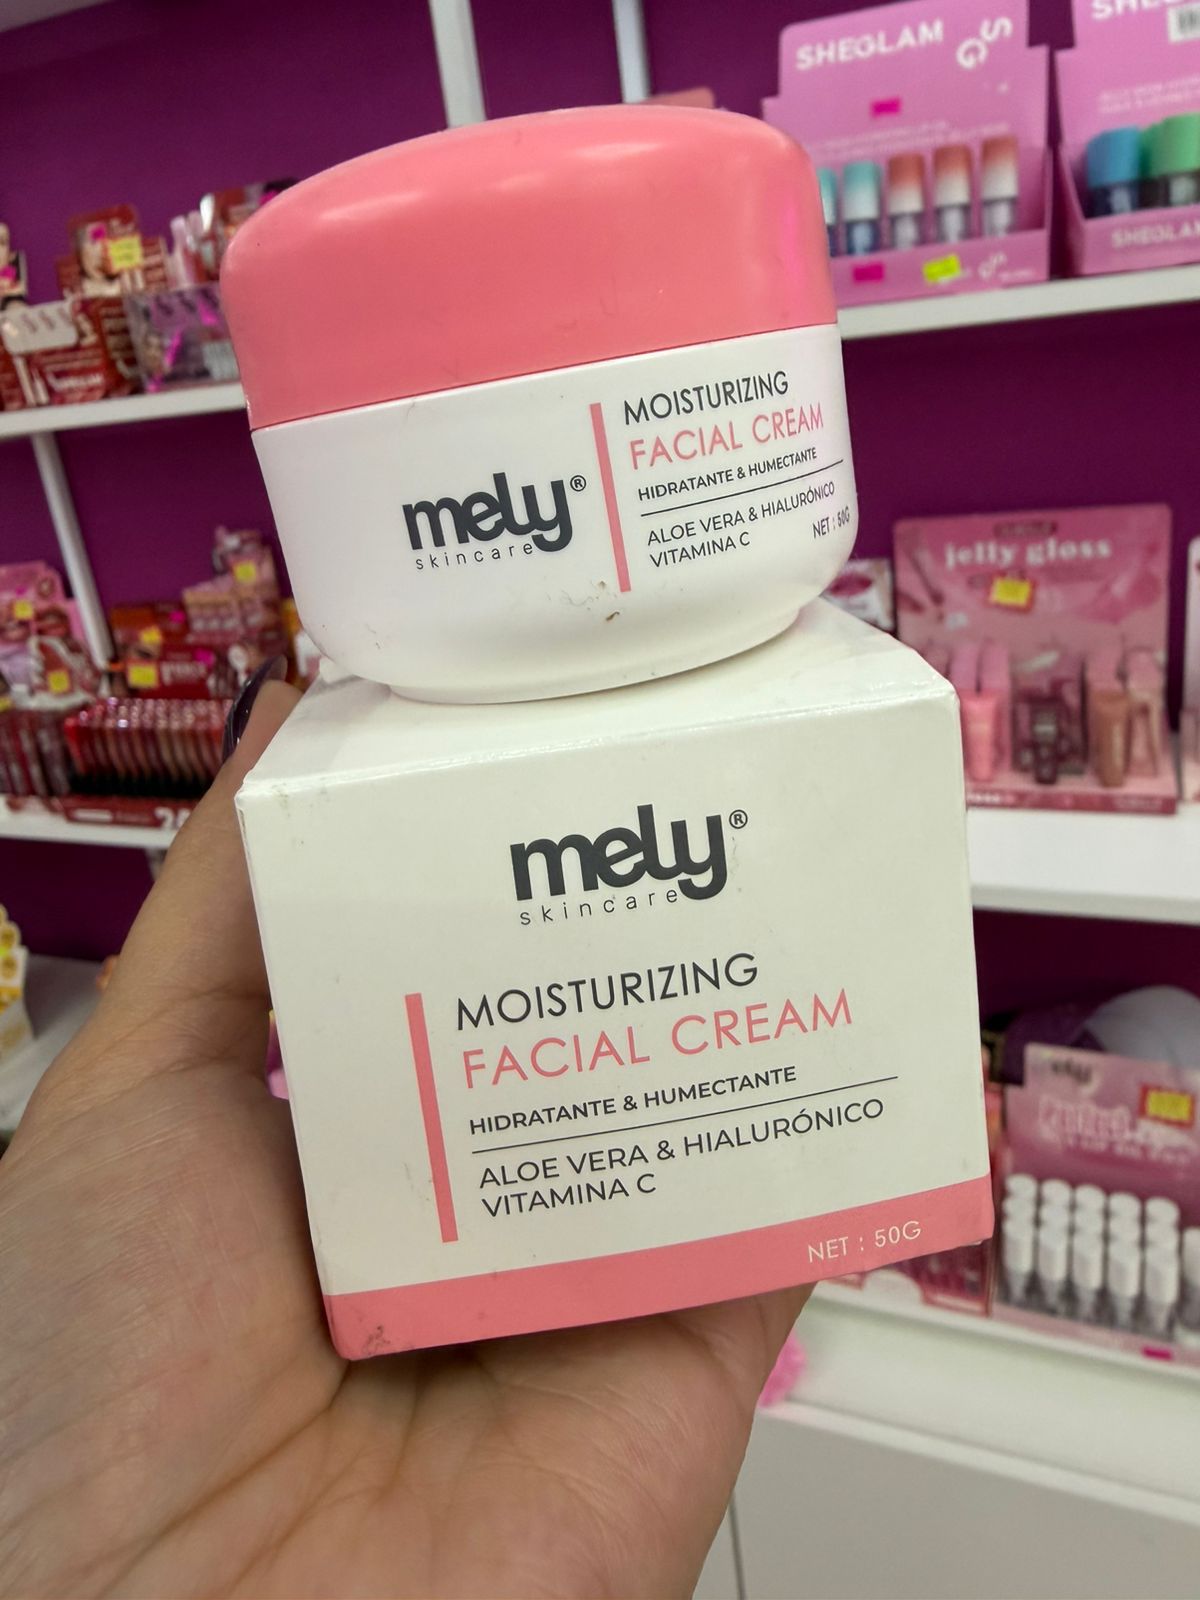 SHEGLAM
SG
mely®
skincare
MOISTURIZING
FACIAL CREAM
HIDRATANTE & HUMECTANTE
ALOE VERA & HIALURÓNICO
VITAMINA C
NET : 50G
jelly gloss
SHEGLAM
mely®
skincare
MOISTURIZING
FACIAL CREAM
HIDRATANTE & HUMECTANTE
ALOE VERA & HIALURÓNICO
VITAMINA C
NET : 50G